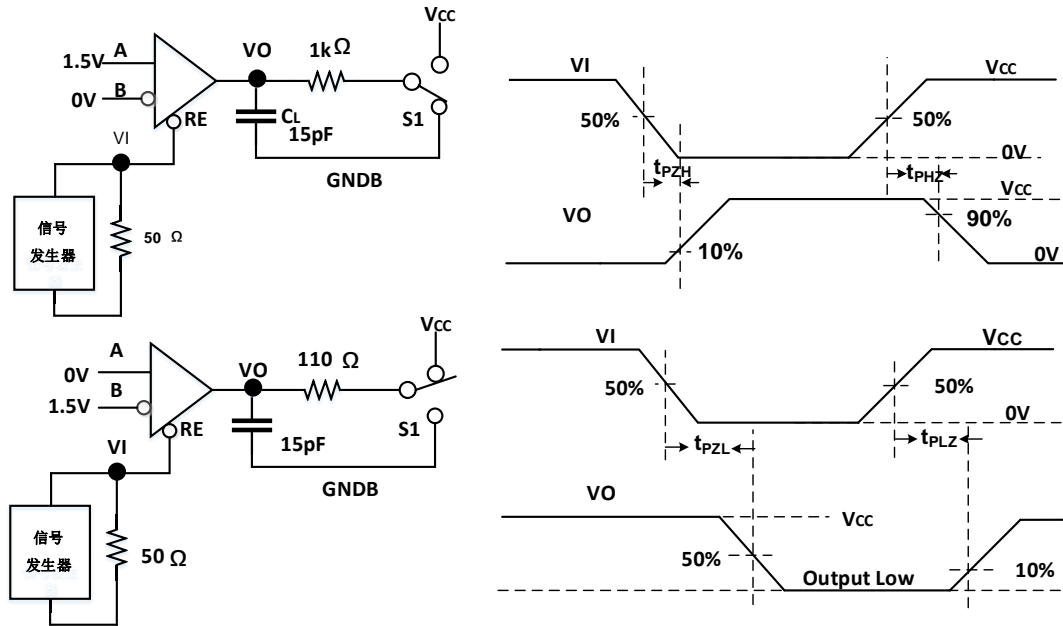 VCC
VO
1kΩ
A
1.5V
B
0V
RE
CL
15pF
S1
VI
GNDB
信号
发生器
50 Ω
VI
VCC
50%
50%
0V
tPZH
tPHZ
VCC
VO
90%
10%
0V
VCC
A
VO
110 Ω
0V
B
1.5V
RE
15pF
S1
VI
GNDB
信号
发生器
50 Ω
VI
VCC
50%
50%
0V
tPZL
tPLZ
VO
VCC
50%
Output Low
10%